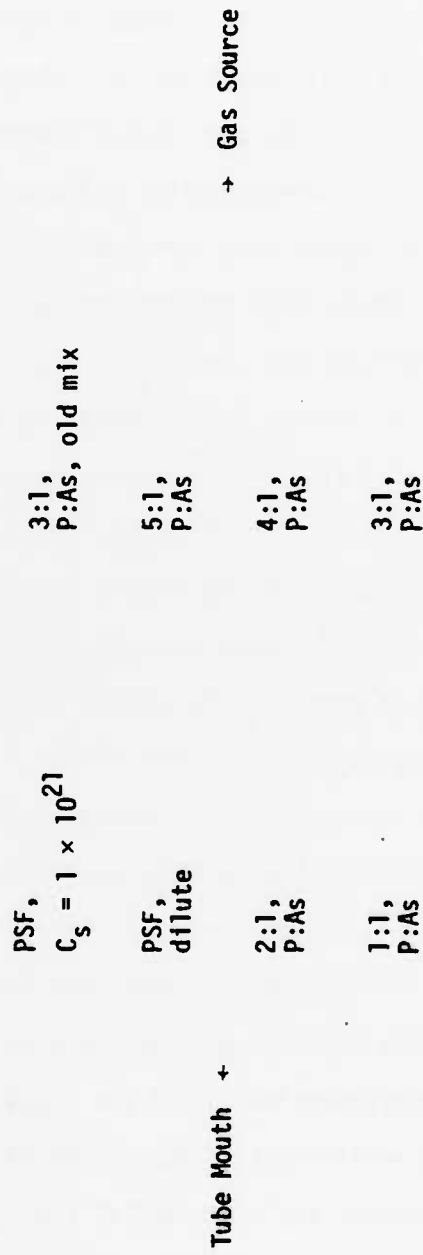 Tube Mouth ←
PSF,
C_s = 1 × 10^21
PSF,
dilute
2:1,
P:As
1:1,
P:As
3:1,
P:As, old mix
5:1,
P:As
4:1,
P:As
3:1,
P:As
→ Gas Source